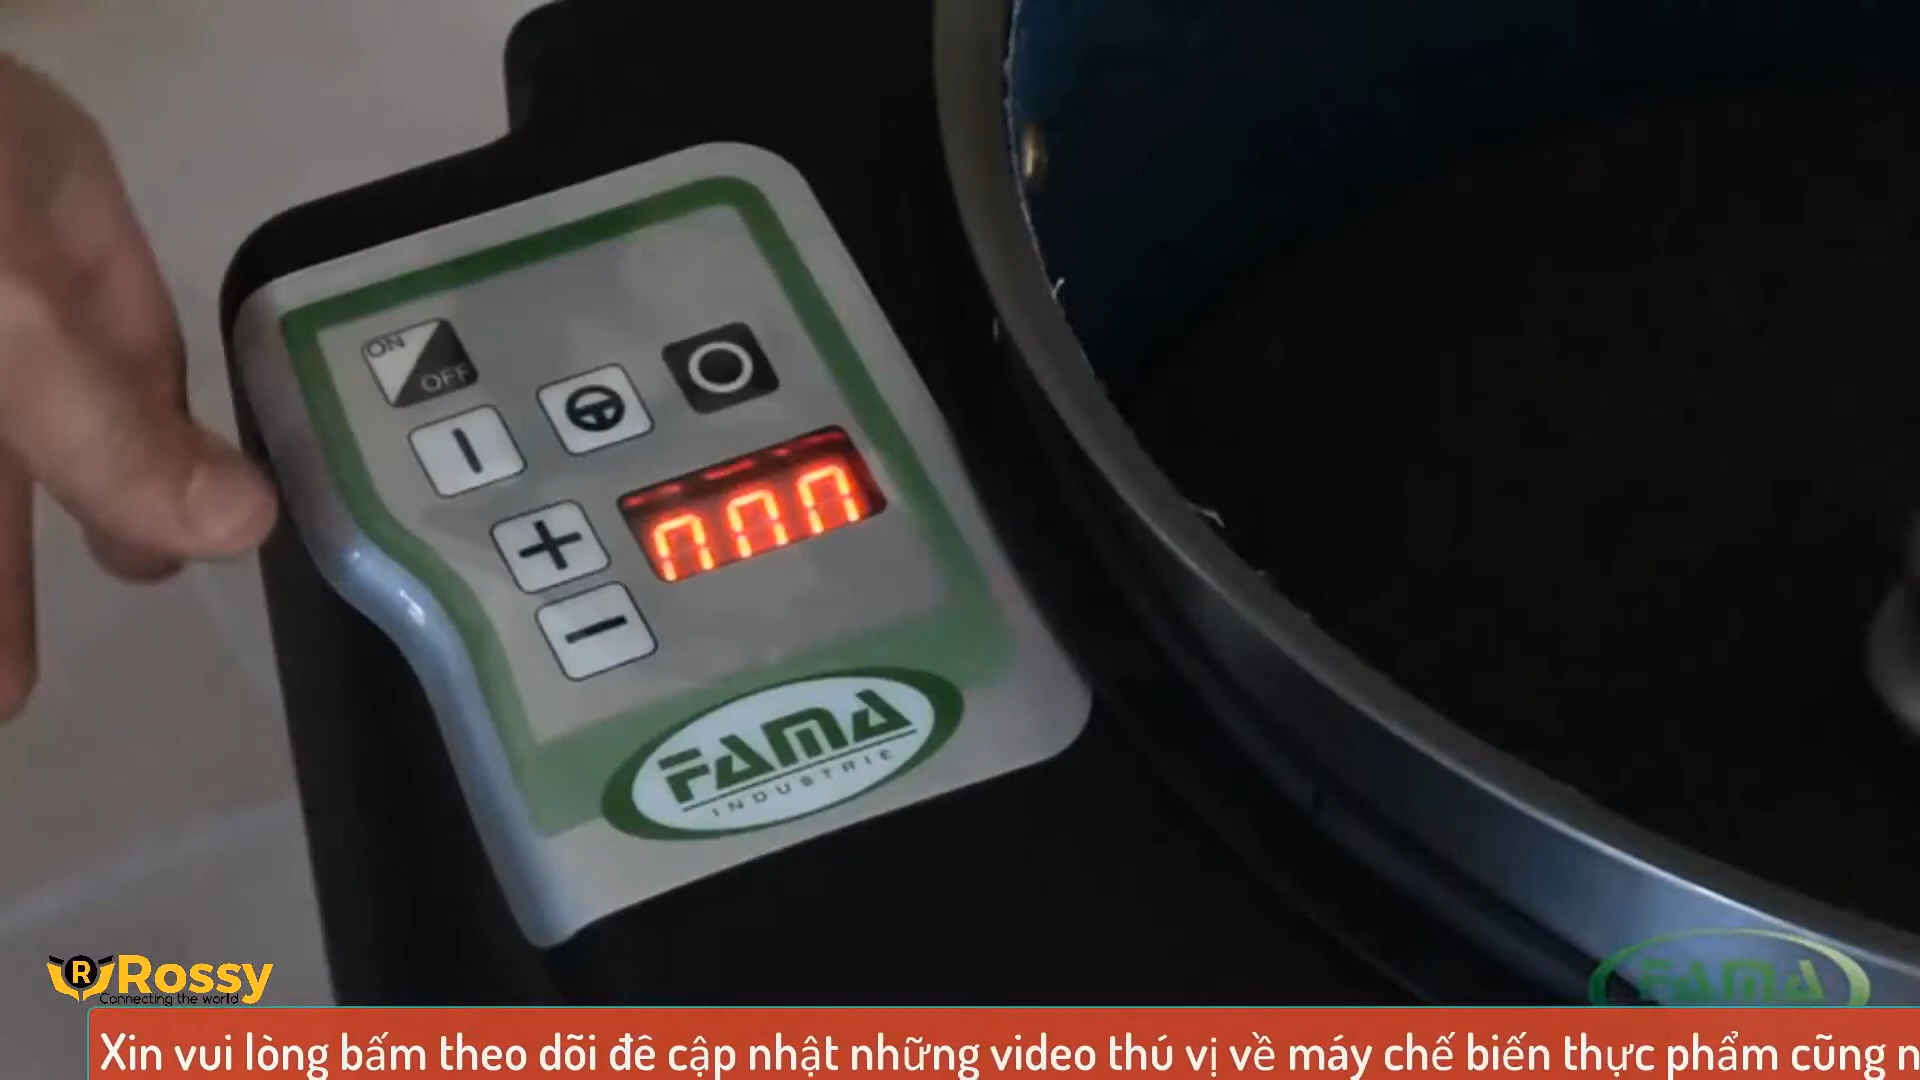 ON
OFF
FAMA
INDUSTRIE
Rossy
Connecting the world
FAMA
Xin vui lòng bấm theo dõi đê cập nhật những video thú vị về máy chế biến thực phẩm cũng n